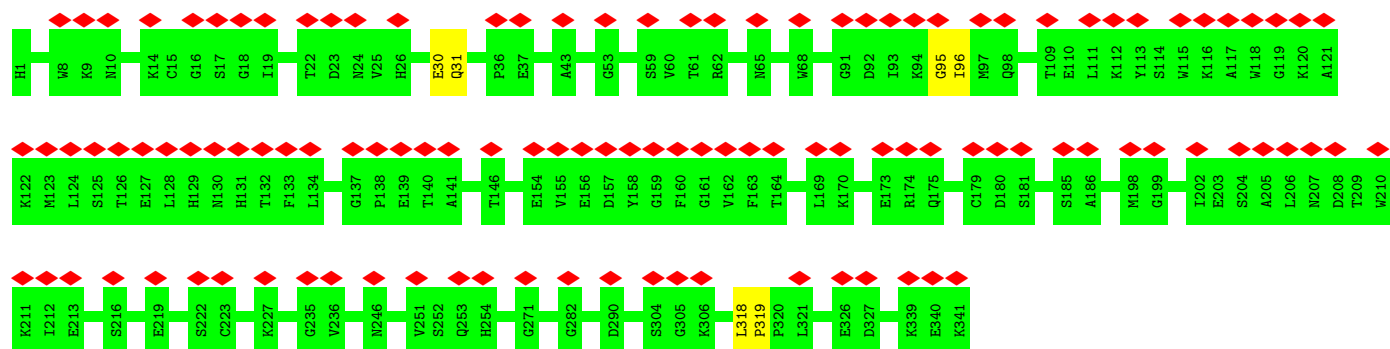 H1 W8 K9 N10 K14 C15 G16 S17 G18 I19 T22 D23 N24 V25 H26 E30 Q31 P36 E37 A43 G53 S59 V60 T61 R62 N65 W68 G91 D92 I93 K94 G95 I96 M97 Q98 T109 E110 L111 K112 Y113 S114 W115 K116 A117 W118 G119 K120 A121
K122 M123 L124 S125 T126 E127 L128 H129 N130 H131 T132 F133 L134 G137 P138 E139 T140 A141 T146 E154 V155 E156 D157 Y158 G159 F160 G161 V162 F163 T164 L169 K170 E173 R174 Q175 C179 D180 S181 S185 A186 M198 G199 I202 E203 S204 A205 L206 N207 D208 T209 W210
K211 I212 E213 S216 E219 S222 C223 K227 G235 V236 N246 V251 S252 Q253 H254 G271 G282 D290 S304 G305 K306 L318 P319 P320 L321 E326 D327 K339 E340 K341